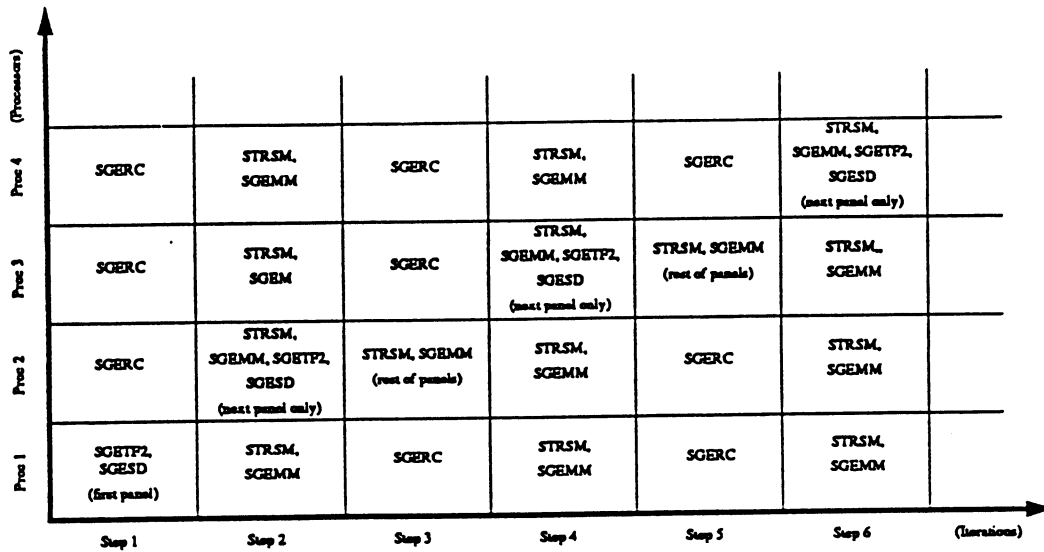 (Processors)
Proc 4
SGERC
STRSM,
SGEMM
SGERC
STRSM,
SGEMM
SGERC
STRSM,
SGEMM, SGETF2,
SGESD
(next panel only)
Proc 3
SGERC
STRSM,
SGEM
SGERC
STRSM,
SGEMM, SGETF2,
SGESD
(next panel only)
STRSM, SGEMM
(rest of panels)
STRSM,,
SGEMM
Proc 2
SGERC
STRSM,
SGEMM, SGETF2,
SGESD
(next panel only)
STRSM, SGEMM
(rest of panels)
STRSM,
SGEMM
SGERC
STRSM,
SGEMM
Proc 1
SGETF2,
SGESD
(first panel)
STRSM,
SGEMM
SGERC
STRSM,
SGEMM
SGERC
STRSM,
SGEMM
Step 1
Step 2
Step 3
Step 4
Step 5
Step 6
(Iterations)